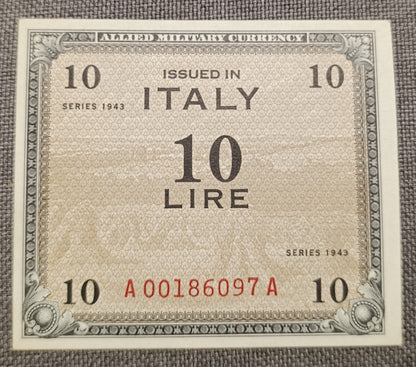 ALLIED MILITARY CURRENCY
10 ISSUED IN 10
SERIES 1943 ITALY
10
LIRE
SERIES 1943
10 A 00186097 A 10